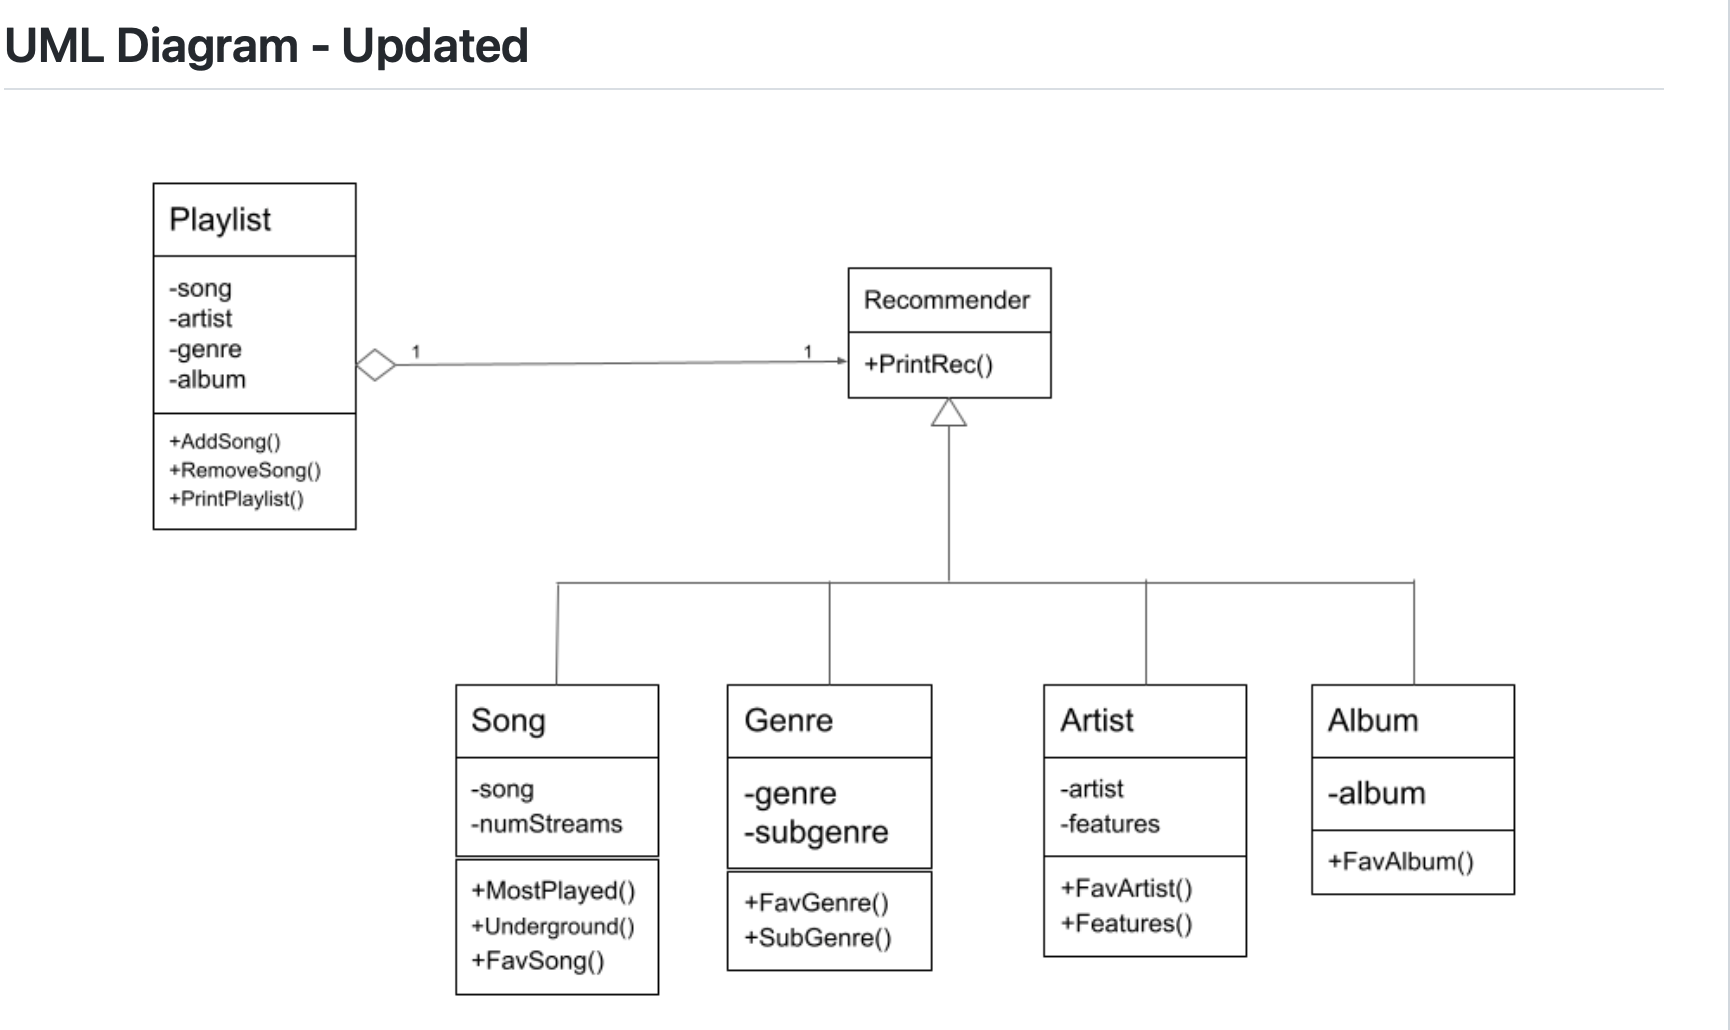 UML Diagram - Updated
Playlist
-song
-artist
-genre
-album
+AddSong()
+RemoveSong()
+PrintPlaylist()
1
1
Recommender
+PrintRec()
Song
-song
-numStreams
+MostPlayed()
+Underground()
+FavSong()
Genre
-genre
-subgenre
+FavGenre()
+SubGenre()
Artist
-artist
-features
+FavArtist()
+Features()
Album
-album
+FavAlbum()